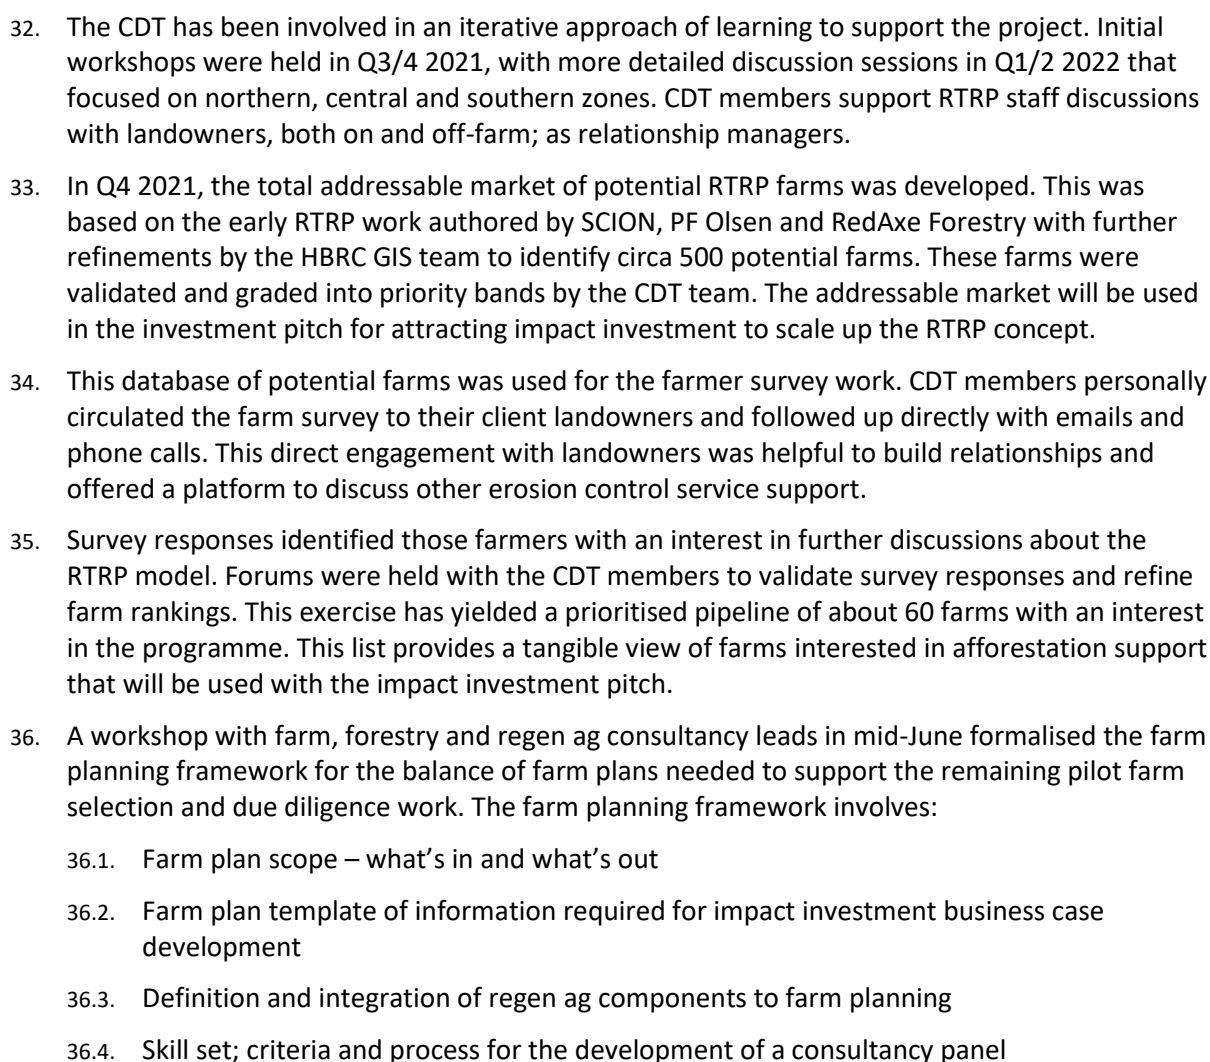 32. The CDT has been involved in an iterative approach of learning to support the project. Initial
workshops were held in Q3/4 2021, with more detailed discussion sessions in Q1/2 2022 that
focused on northern, central and southern zones. CDT members support RTRP staff discussions
with landowners, both on and off-farm; as relationship managers.
33. In Q4 2021, the total addressable market of potential RTRP farms was developed. This was
based on the early RTRP work authored by SCION, PF Olsen and RedAxe Forestry with further
refinements by the HBRC GIS team to identify circa 500 potential farms. These farms were
validated and graded into priority bands by the CDT team. The addressable market will be used
in the investment pitch for attracting impact investment to scale up the RTRP concept.
34. This database of potential farms was used for the farmer survey work. CDT members personally
circulated the farm survey to their client landowners and followed up directly with emails and
phone calls. This direct engagement with landowners was helpful to build relationships and
offered a platform to discuss other erosion control service support.
35. Survey responses identified those farmers with an interest in further discussions about the
RTRP model. Forums were held with the CDT members to validate survey responses and refine
farm rankings. This exercise has yielded a prioritised pipeline of about 60 farms with an interest
in the programme. This list provides a tangible view of farms interested in afforestation support
that will be used with the impact investment pitch.
36. A workshop with farm, forestry and regen ag consultancy leads in mid-June formalised the farm
planning framework for the balance of farm plans needed to support the remaining pilot farm
selection and due diligence work. The farm planning framework involves:
36.1. Farm plan scope – what's in and what's out
36.2. Farm plan template of information required for impact investment business case
development
36.3. Definition and integration of regen ag components to farm planning
36.4. Skill set; criteria and process for the development of a consultancy panel